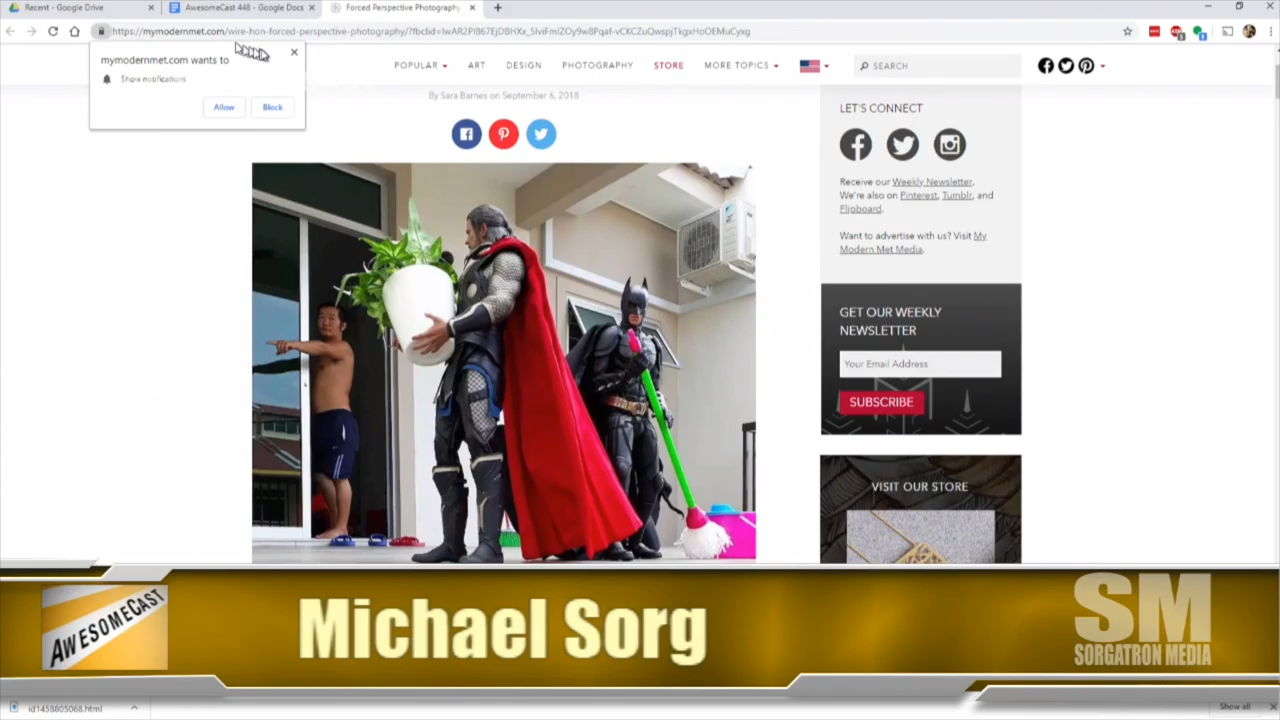 Recent - Google Drive
AwesomeCast 448 - Google Docs
Forced Perspective Photography
mymodernmet.com wants to
Show notifications
Allow
Block
POPULAR
ART
DESIGN
PHOTOGRAPHY
STORE
MORE TOPICS
SEARCH
By Sara Barnes on September 6, 2018
LET'S CONNECT
Receive our Weekly Newsletter.
We're also on Pinterest, Tumblr, and
Flipboard.
Want to advertise with us? Visit My
Modern Met Media.
GET OUR WEEKLY
NEWSLETTER
Your Email Address
SUBSCRIBE
VISIT OUR STORE
AWESOMECAST
Michael Sorg
SM
SORGATRON MEDIA
id1458805068.html
Show all